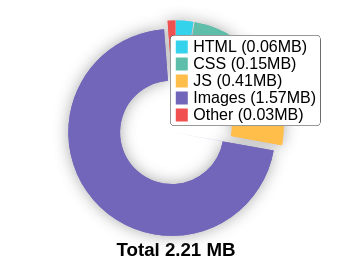 HTML (0.06MB)
CSS (0.15MB)
JS (0.41MB)
Images (1.57MB)
Other (0.03MB)
Total 2.21 MB